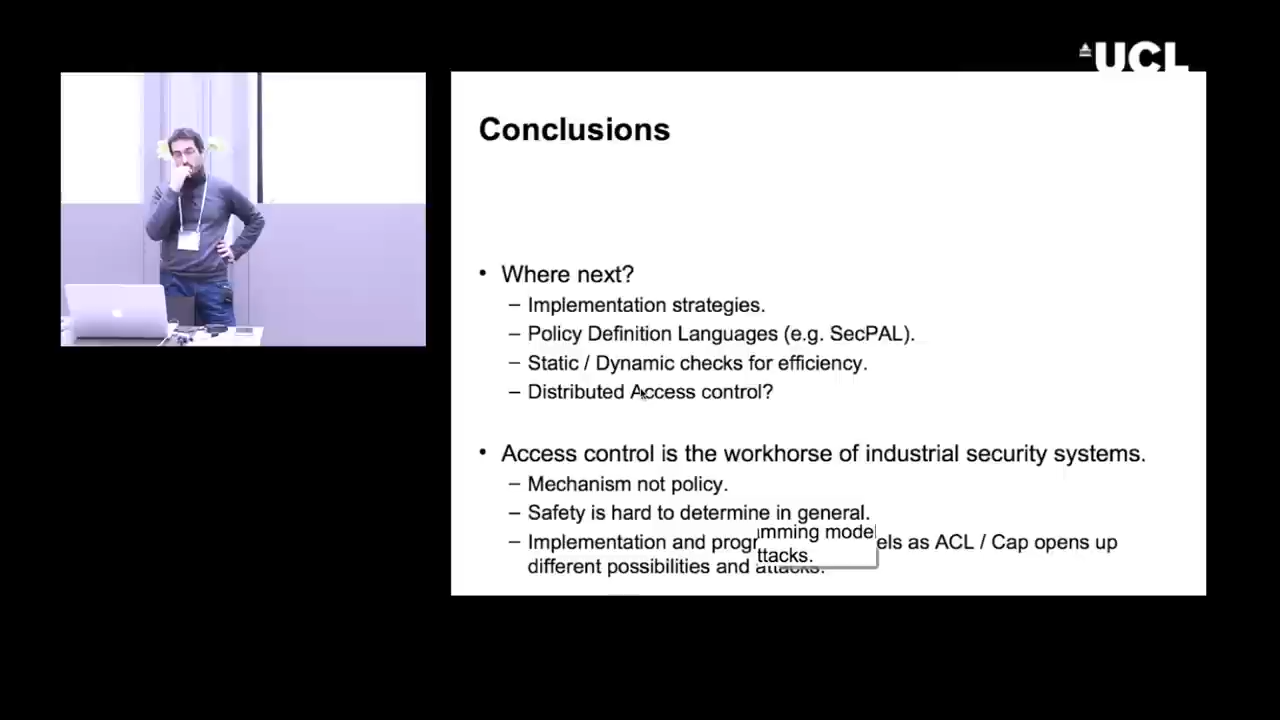 UCL
Conclusions
• Where next?
– Implementation strategies.
– Policy Definition Languages (e.g. SecPAL).
– Static / Dynamic checks for efficiency.
– Distributed Access control?
• Access control is the workhorse of industrial security systems.
– Mechanism not policy.
– Safety is hard to determine in general.
– Implementation and programming models as ACL / Cap opens up
different possibilities and attacks.